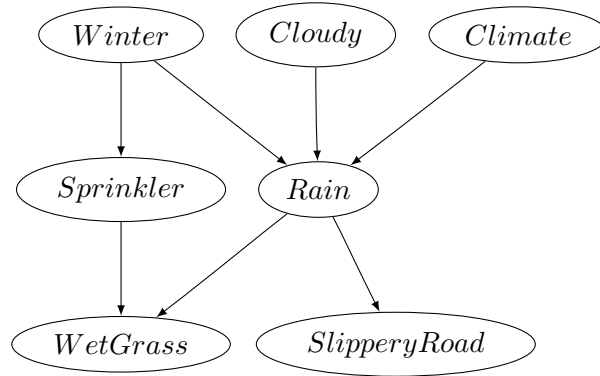 Winter
Cloudy
Climate
Sprinkler
Rain
WetGrass
SlipperyRoad